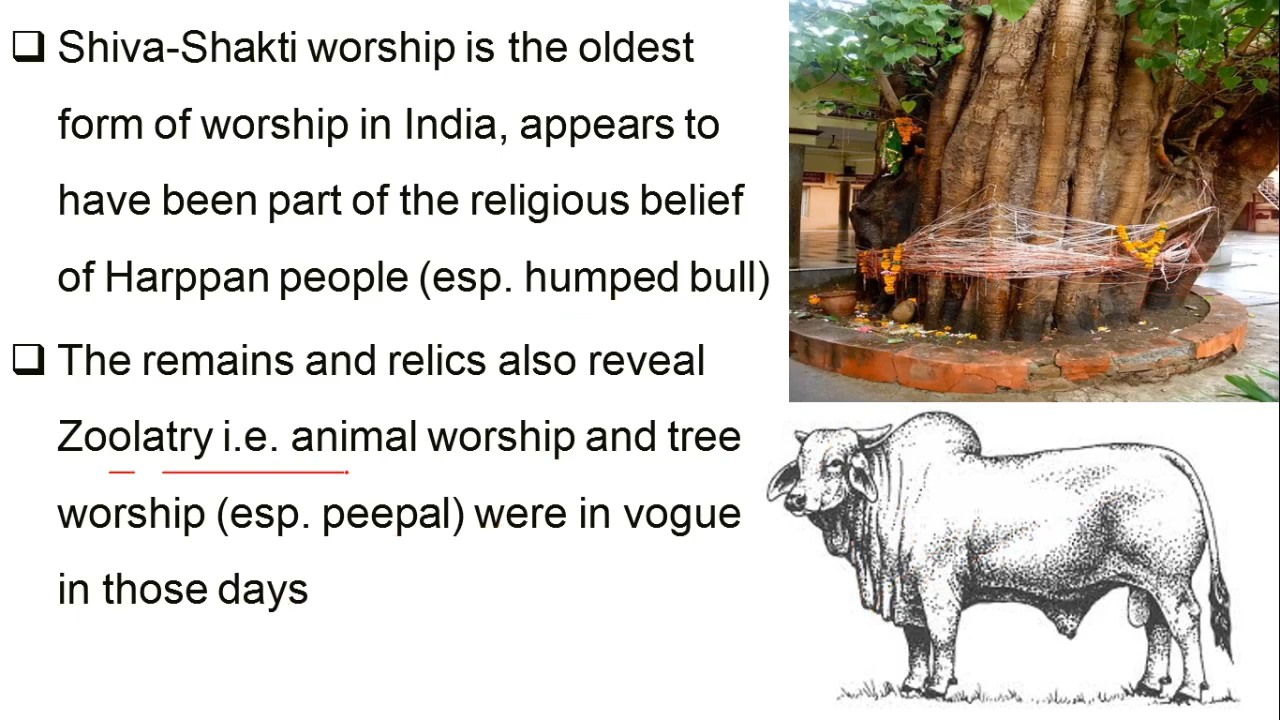 Shiva-Shakti worship is the oldest
form of worship in India, appears to
have been part of the religious belief
of Harppan people (esp. humped bull)
The remains and relics also reveal
Zoolatry i.e. animal worship and tree
worship (esp. peepal) were in vogue
in those days